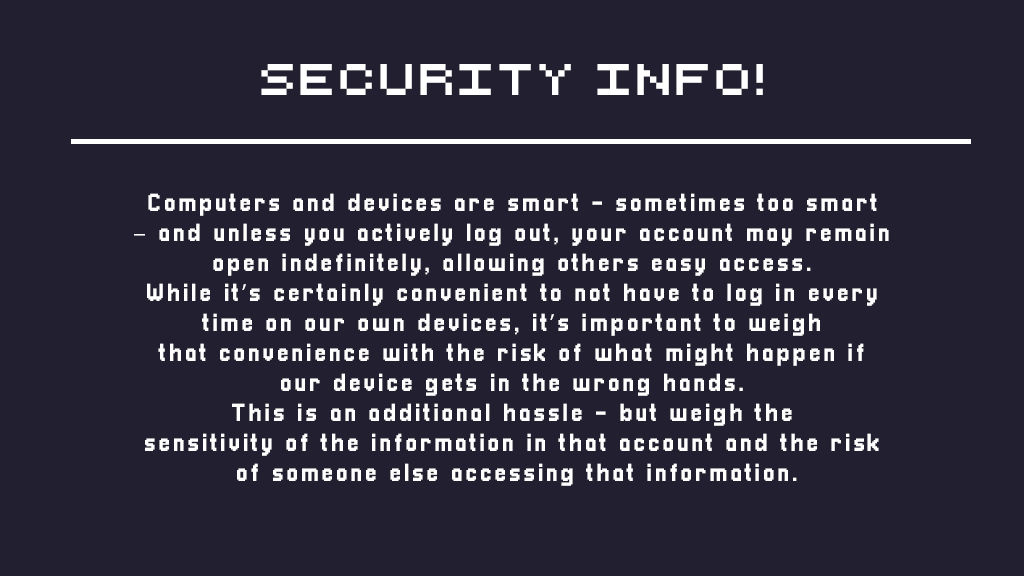 SECURITY INFO!
Computers and devices are smart - sometimes too smart
– and unless you actively log out, your account may remain
open indefinitely, allowing others easy access.
While it's certainly convenient to not have to log in every
time on our own devices, it's important to weigh
that convenience with the risk of what might happen if
our device gets in the wrong hands.
This is an additional hassle - but weigh the
sensitivity of the information in that account and the risk
of someone else accessing that information.